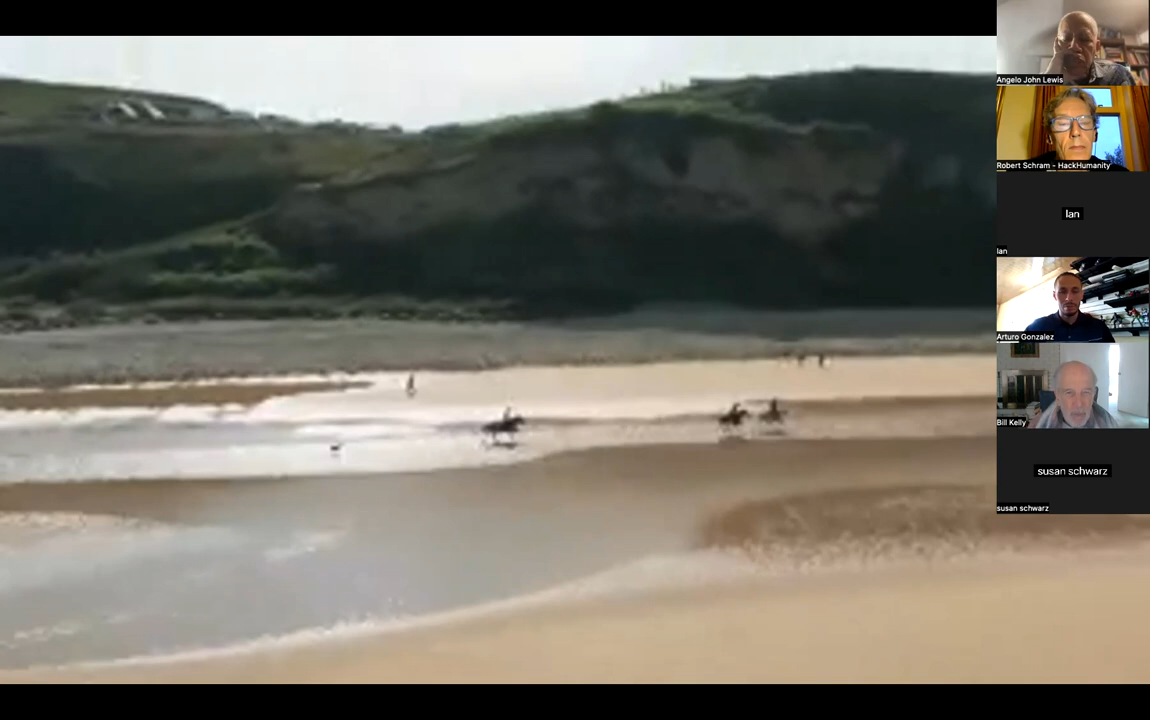 Angelo John Lewis
Robert Schram - HackHumanity
Ian
Ian
Arturo Gonzalez
Bill Kelly
susan schwarz
susan schwarz